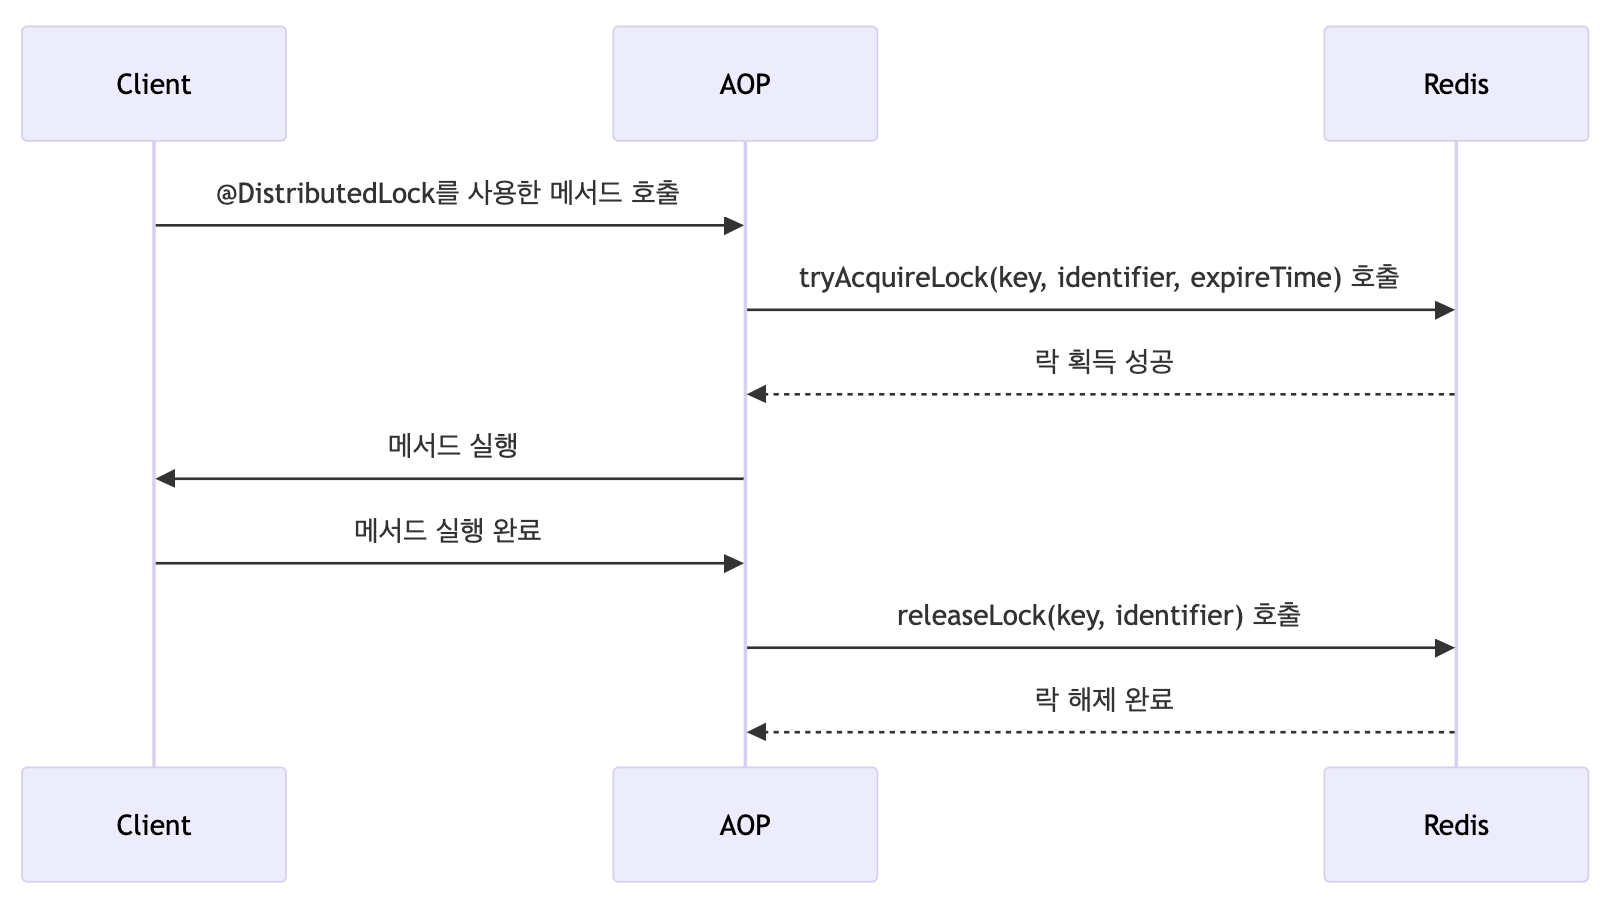 Client
AOP
Redis
@DistributedLock를 사용한 메서드 호출
tryAcquireLock(key, identifier, expireTime) 호출
락 획득 성공
메서드 실행
메서드 실행 완료
releaseLock(key, identifier) 호출
락 해제 완료
Client
AOP
Redis